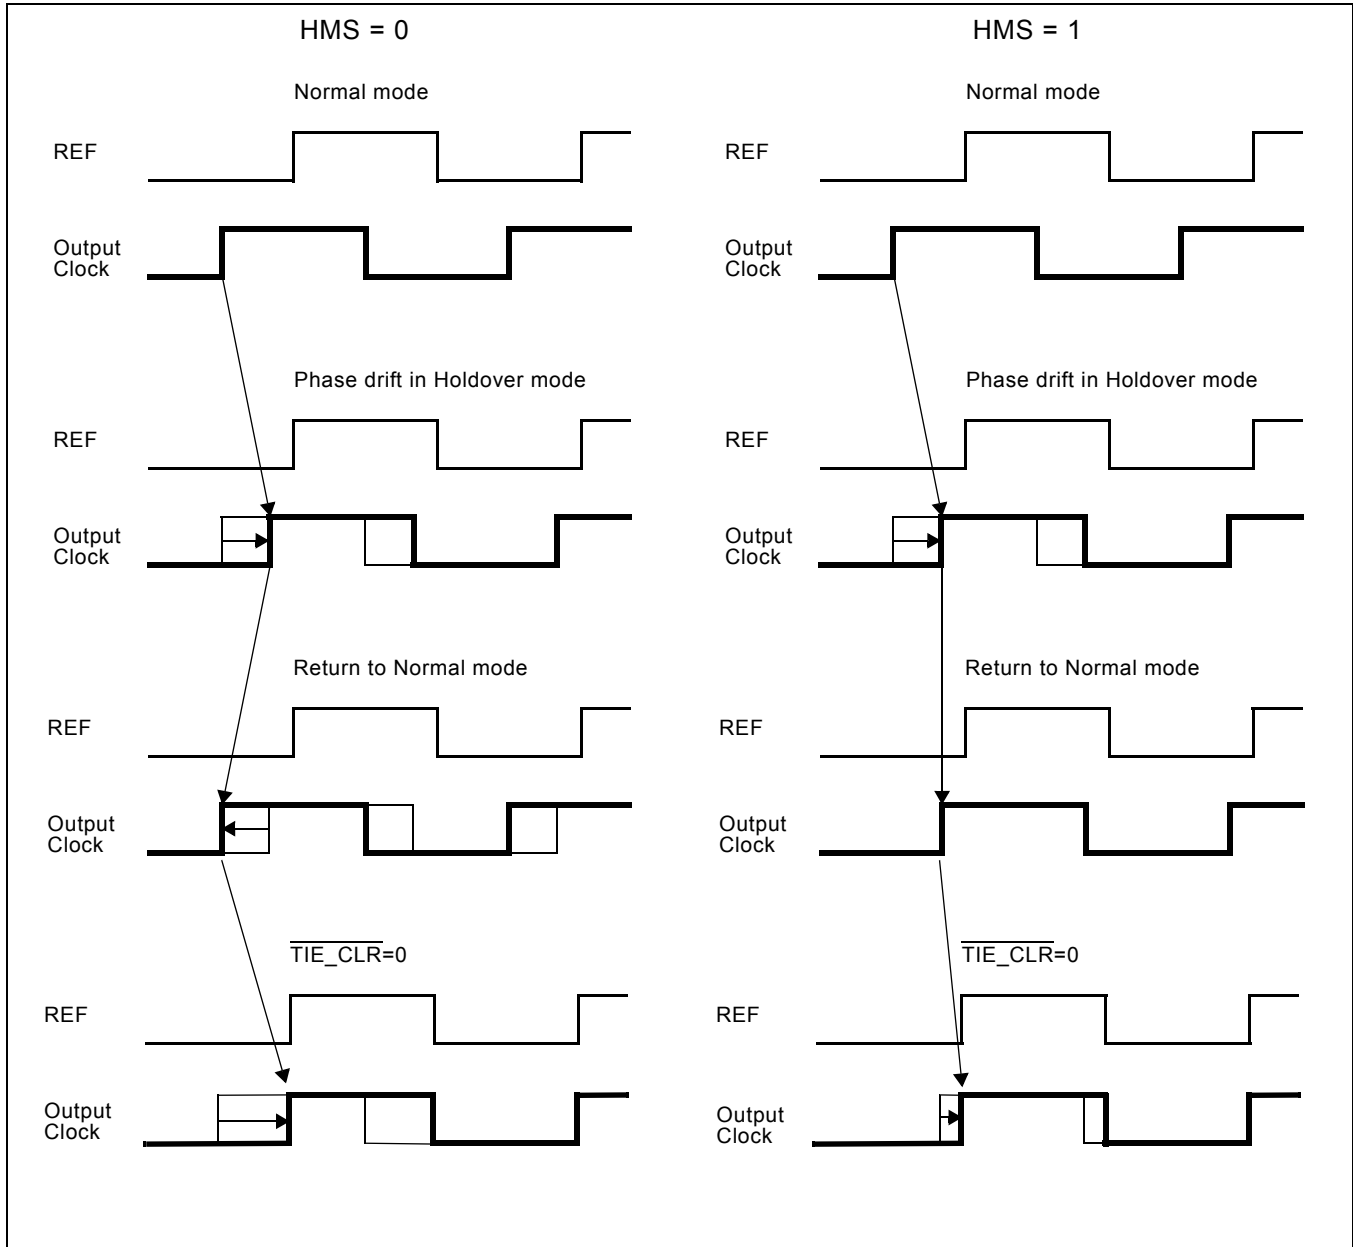 HMS = 0
Normal mode
REF
Output
Clock
Phase drift in Holdover mode
REF
Output
Clock
Return to Normal mode
REF
Output
Clock
TIE_CLR=0
REF
Output
Clock
HMS = 1
Normal mode
REF
Output
Clock
Phase drift in Holdover mode
REF
Output
Clock
Return to Normal mode
REF
Output
Clock
TIE_CLR=0
REF
Output
Clock